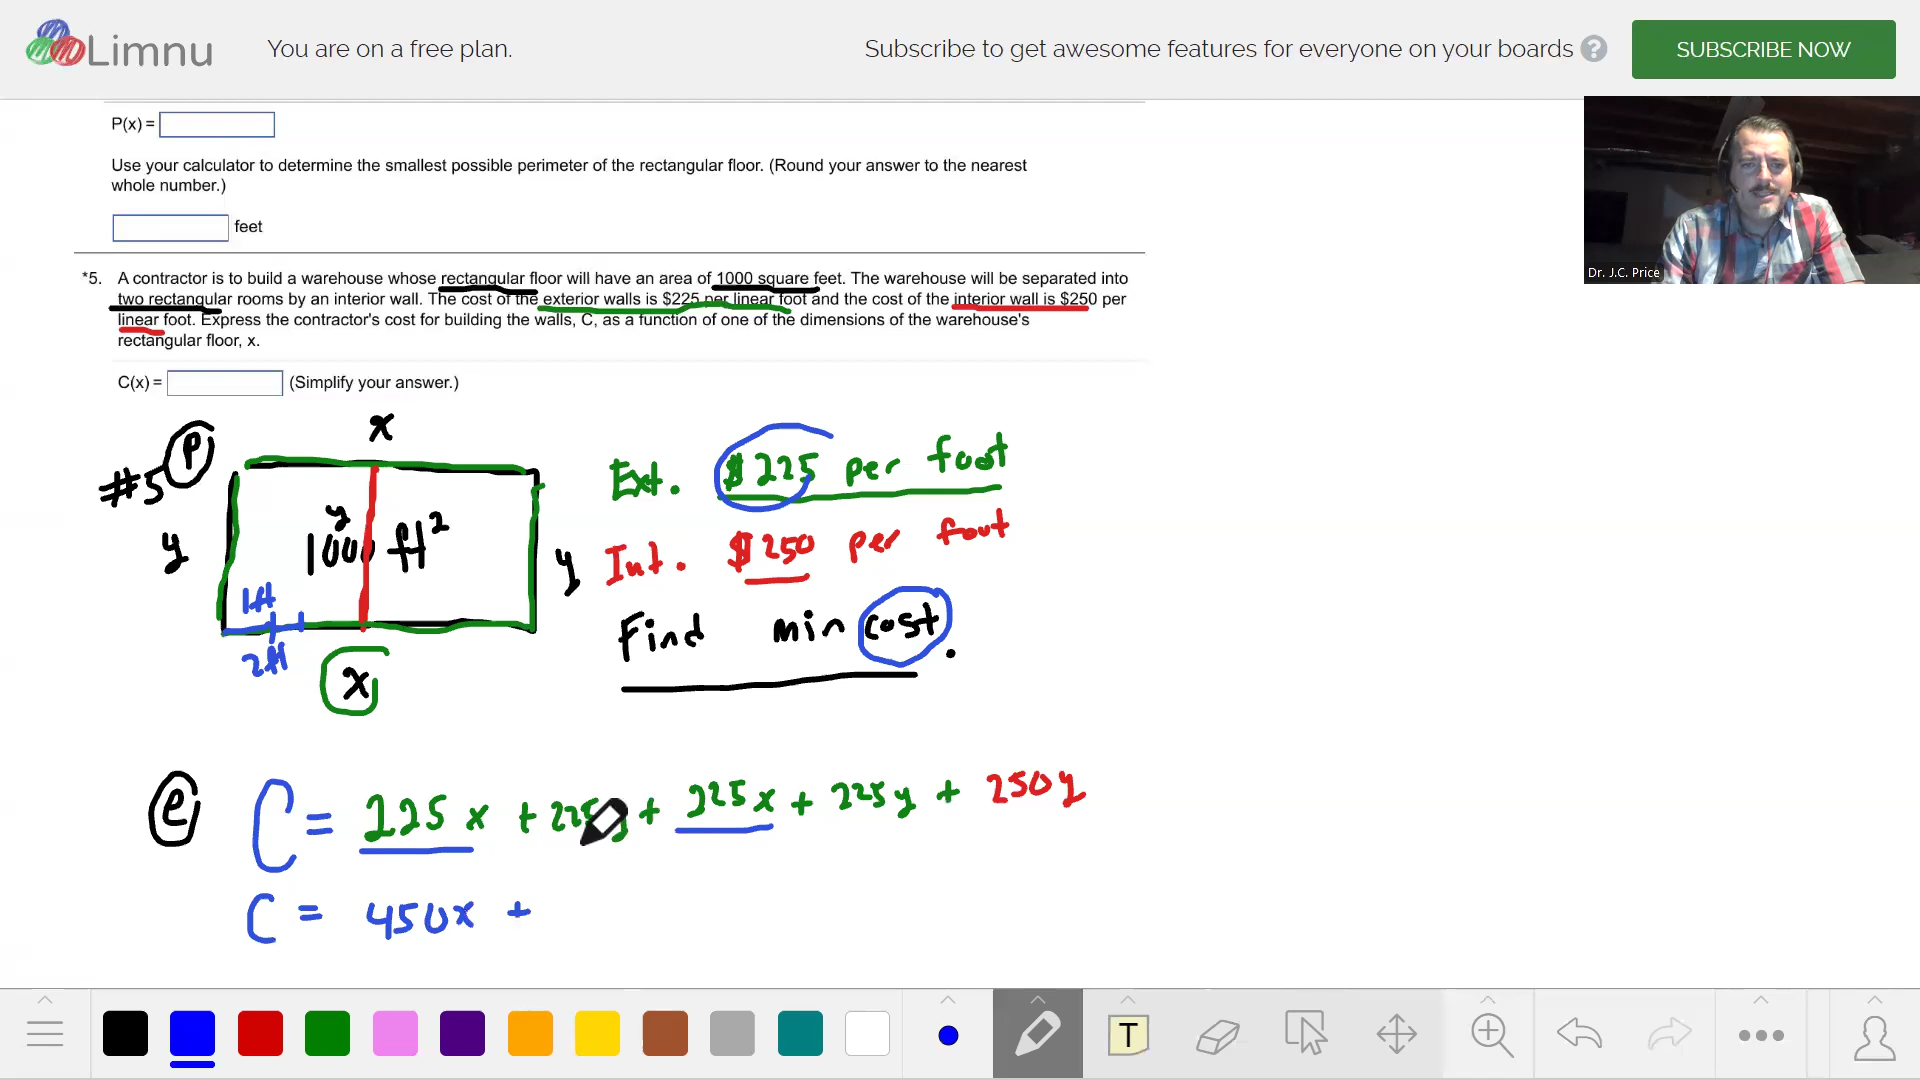 Limnu You are on a free plan. Subscribe to get awesome features for everyone on your boards ? SUBSCRIBE NOW
P(x) =
Use your calculator to determine the smallest possible perimeter of the rectangular floor. (Round your answer to the nearest
whole number.)
feet
Dr. J.C. Price
*5. A contractor is to build a warehouse whose rectangular floor will have an area of 1000 square feet. The warehouse will be separated into
two rectangular rooms by an interior wall. The cost of the exterior walls is $225 per linear foot and the cost of the interior wall is $250 per
linear foot. Express the contractor's cost for building the walls, C, as a function of one of the dimensions of the warehouse's
rectangular floor, x.
C(x) = (Simplify your answer.)
#5 P
x
y
y
1000 ft²
y
1ft
2ft
x
Ext. $225 per foot
Int. $250 per foot
Find min cost.
e C = 225x + 225y + 225x + 225y + 250y
C = 450x +
T